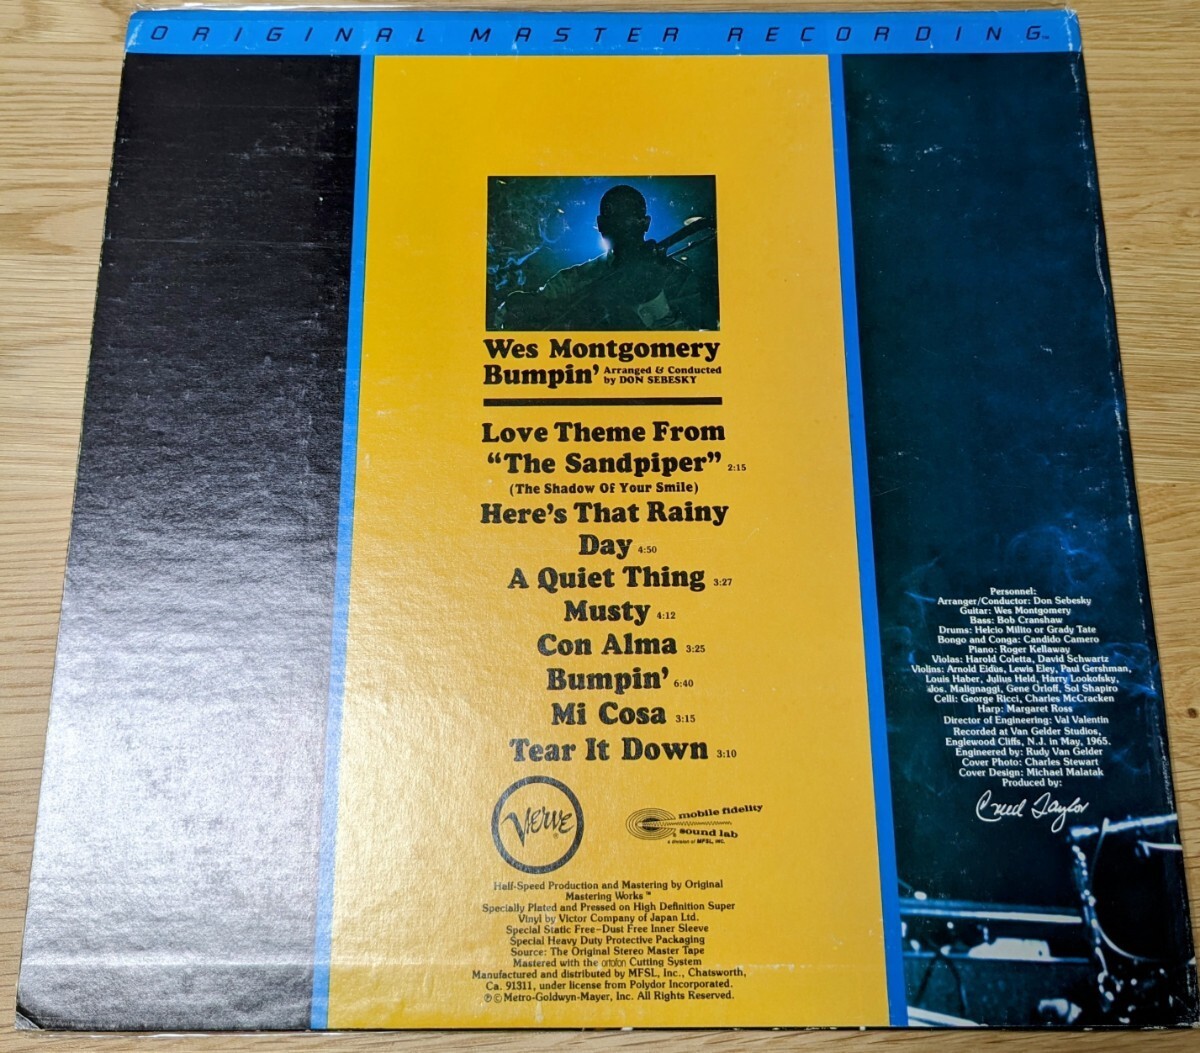 ORIGINAL MASTER RECORDING™
Wes Montgomery
Bumpin' Arranged & Conducted
by DON SEBESKY
Love Theme From
"The Sandpiper" 2:15
(The Shadow Of Your Smile)
Here's That Rainy
Day 4:50
A Quiet Thing 3:27
Musty 4:12
Con Alma 3:25
Bumpin' 6:40
Mi Cosa 3:15
Tear It Down 3:10
Verve
mobile fidelity
sound lab
a division of MFSL, INC.
Half-Speed Production and Mastering by Original
Mastering Works™
Specially Plated and Pressed on High Definition Super
Vinyl by Victor Company of Japan Ltd.
Special Static Free-Dust Free Inner Sleeve
Special Heavy Duty Protective Packaging
Source: The Original Stereo Master Tape
Mastered with the ortofon Cutting System
Manufactured and distributed by MFSL, Inc., Chatsworth,
Ca. 91311, under license from Polydor Incorporated.
℗©Metro-Goldwyn-Mayer, Inc. All Rights Reserved.
Personnel:
Arranger/Conductor: Don Sebesky
Guitar: Wes Montgomery
Bass: Bob Cranshaw
Drums: Helcio Milito or Grady Tate
Bongo and Conga: Candido Camero
Piano: Roger Kellaway
Violas: Harold Coletta, David Schwartz
Violins: Arnold Eidus, Lewis Eley, Paul Gershman,
Louis Haber, Julius Held, Harry Lookofsky,
Jos. Malignaggi, Gene Orloff, Sol Shapiro
Celli: George Ricci, Charles McCracken
Harp: Margaret Ross
Director of Engineering: Val Valentin
Recorded at Van Gelder Studios,
Englewood Cliffs, N.J. in May, 1965.
Engineered by: Rudy Van Gelder
Cover Photo: Charles Stewart
Cover Design: Michael Malatak
Produced by:
Creed Taylor